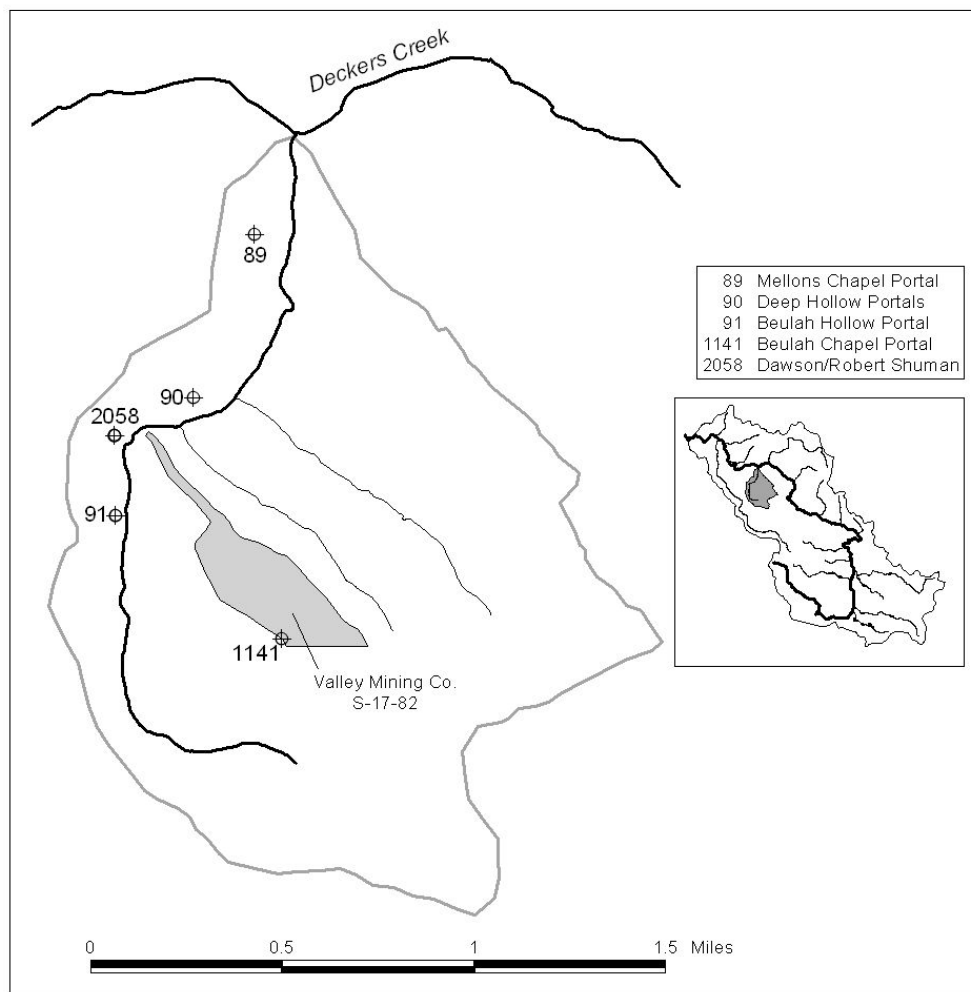 Deckers Creek
89
89 Mellons Chapel Portal
90 Deep Hollow Portals
91 Beulah Hollow Portal
1141 Beulah Chapel Portal
2058 Dawson/Robert Shuman
90
2058
91
1141
Valley Mining Co.
S-17-82
0 0.5 1 1.5 Miles